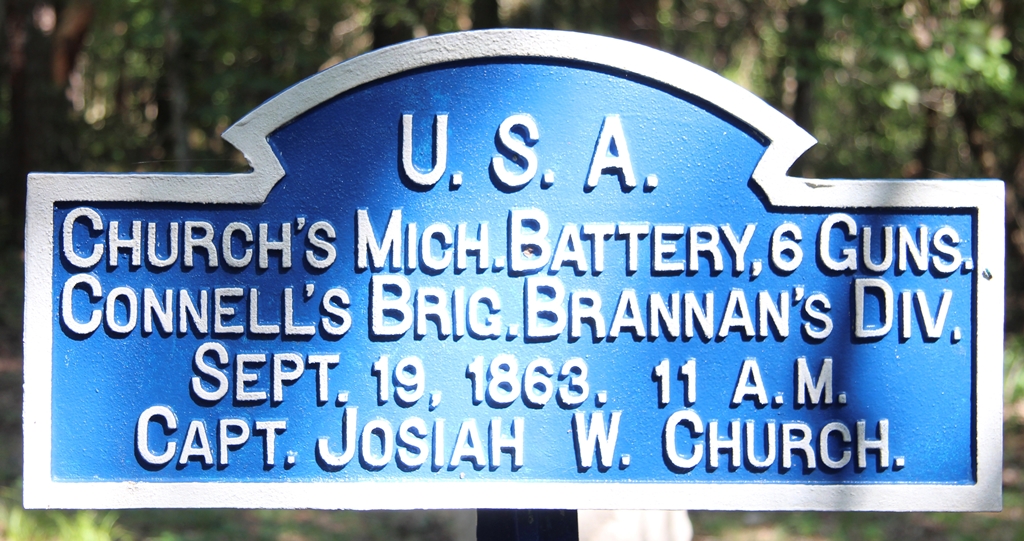 U. S. A.
CHURCH'S MICH. BATTERY, 6 GUNS.
CONNELL'S BRIG. BRANNAN'S DIV.
SEPT. 19, 1863. 11 A.M.
CAPT. JOSIAH W. CHURCH.